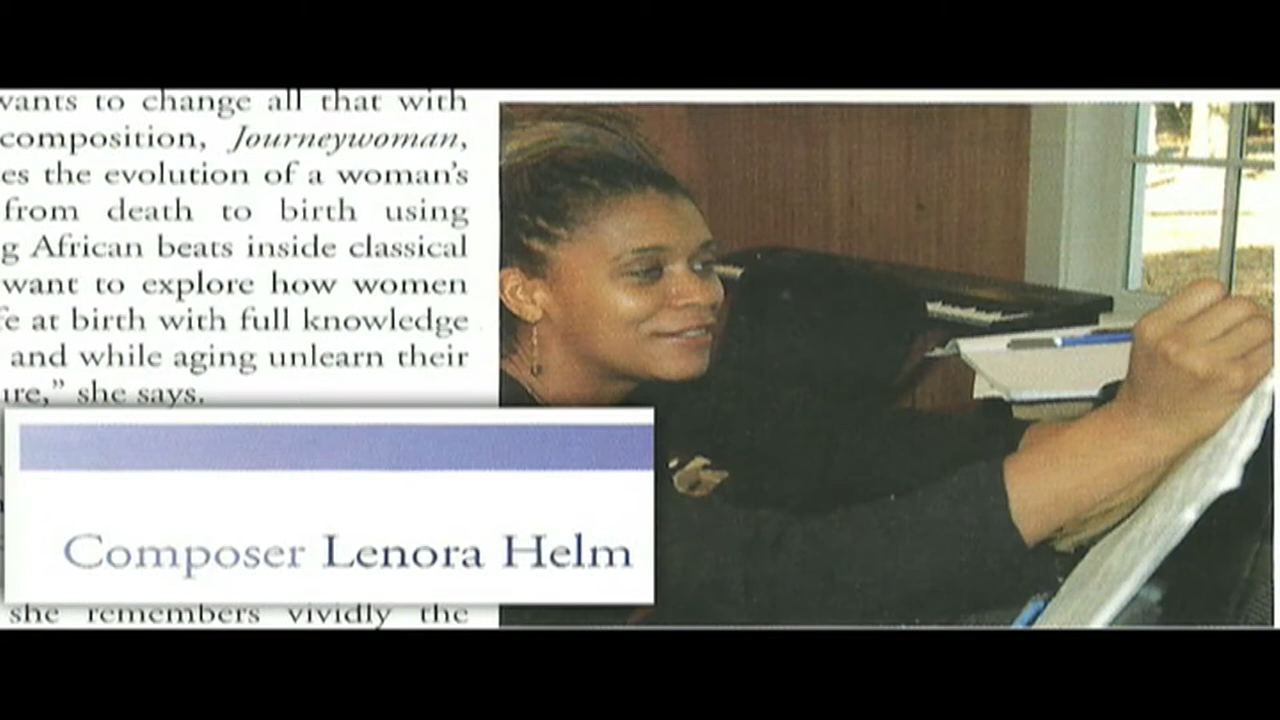 wants to change all that with
composition, Journeywoman,
es the evolution of a woman's
from death to birth using
g African beats inside classical
want to explore how women
fe at birth with full knowledge
and while aging unlearn their
ure,” she says.
Composer Lenora Helm
she remembers vividly the